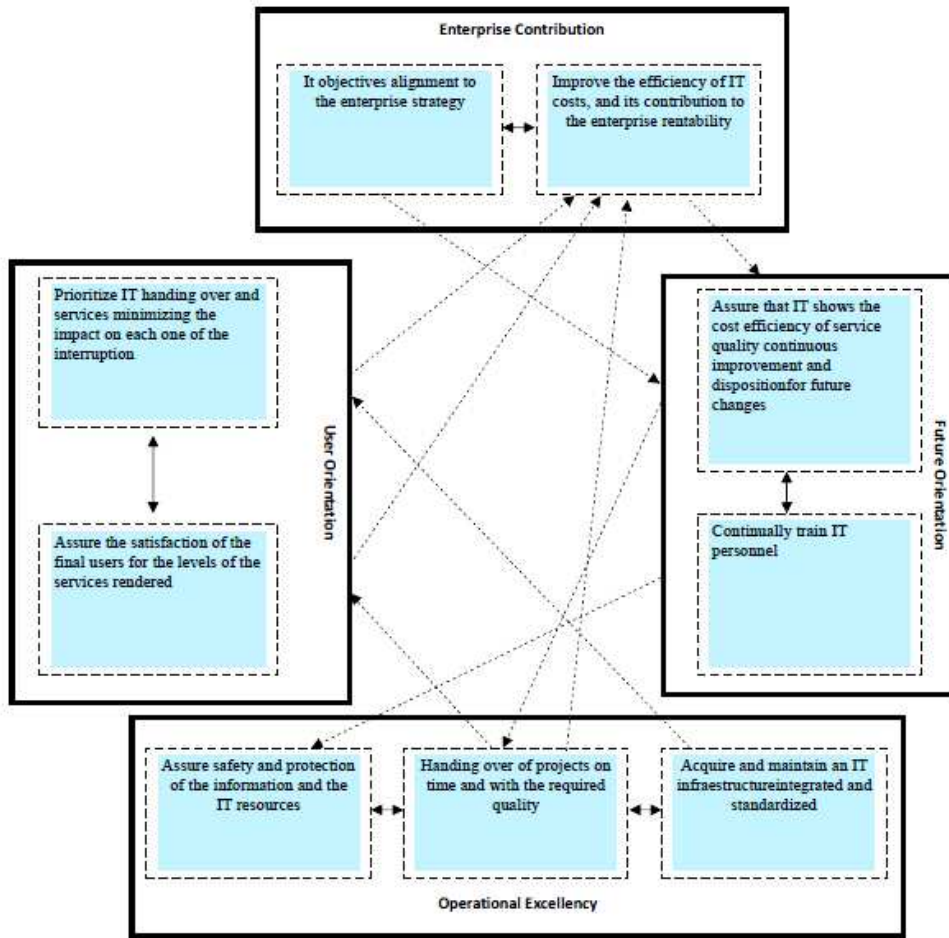 Enterprise Contribution
It objectives alignment to
the enterprise strategy
Improve the efficiency of IT
costs, and its contribution to
the enterprise rentability
Prioritize IT handing over and
services minimizing the
impact on each one of the
interruption
Assure the satisfaction of the
final users for the levels of the
services rendered
User Orientation
Assure that IT shows the
cost efficiency of service
quality continuous
improvement and
dispositionfor future
changes
Continually train IT
personnel
Future Orientation
Assure safety and protection
of the information and the
IT resources
Handing over of projects on
time and with the required
quality
Acquire and maintain an IT
infraestructureintegrated and
standardized
Operational Excellency